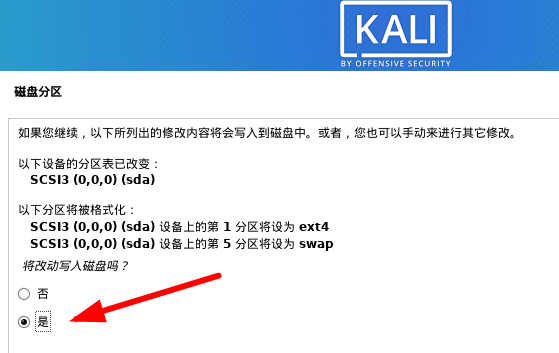 KALI
BY OFFENSIVE SECURITY
磁盘分区
如果您继续，以下所列出的修改内容将会写入到磁盘中。或者，您也可以手动来进行其它修改。
以下设备的分区表已改变：
SCSI3 (0,0,0) (sda)
以下分区将被格式化：
SCSI3 (0,0,0) (sda) 设备上的第 1 分区将设为 ext4
SCSI3 (0,0,0) (sda) 设备上的第 5 分区将设为 swap
将改动写入磁盘吗？
否
是